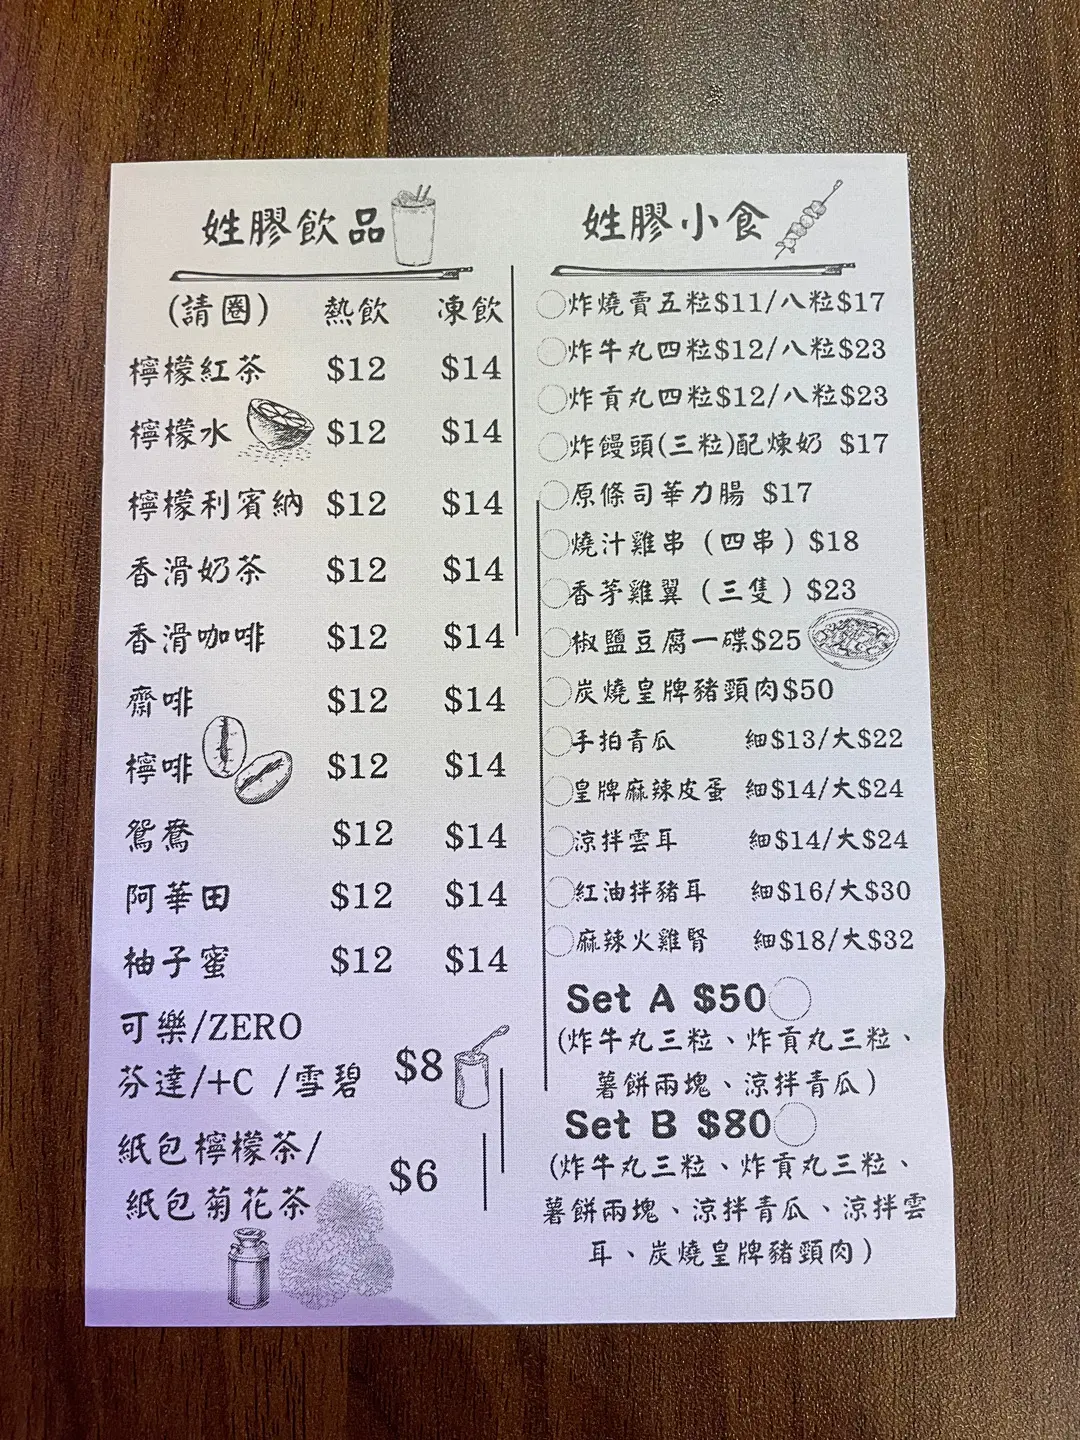 姓膠飲品
(請圈) 熱飲 凍飲
檸檬紅茶 $12 $14
檸檬水 $12 $14
檸檬利賓納 $12 $14
香滑奶茶 $12 $14
香滑咖啡 $12 $14
齋啡 $12 $14
檸啡 $12 $14
鴛鴦 $12 $14
阿華田 $12 $14
柚子蜜 $12 $14
可樂/ZERO
芬達/+C /雪碧 $8
紙包檸檬茶/
紙包菊花茶 $6
姓膠小食
炸燒賣五粒$11/八粒$17
炸牛丸四粒$12/八粒$23
炸貢丸四粒$12/八粒$23
炸饅頭(三粒)配煉奶 $17
原條司華力腸 $17
燒汁雞串（四串）$18
香茅雞翼（三隻）$23
椒鹽豆腐一碟$25
炭燒皇牌豬頸肉$50
手拍青瓜 細$13/大$22
皇牌麻辣皮蛋 細$14/大$24
涼拌雲耳 細$14/大$24
紅油拌豬耳 細$16/大$30
麻辣火雞腎 細$18/大$32
Set A $50
(炸牛丸三粒、炸貢丸三粒、
薯餅兩塊、涼拌青瓜)
Set B $80
(炸牛丸三粒、炸貢丸三粒、
薯餅兩塊、涼拌青瓜、涼拌雲
耳、炭燒皇牌豬頸肉)